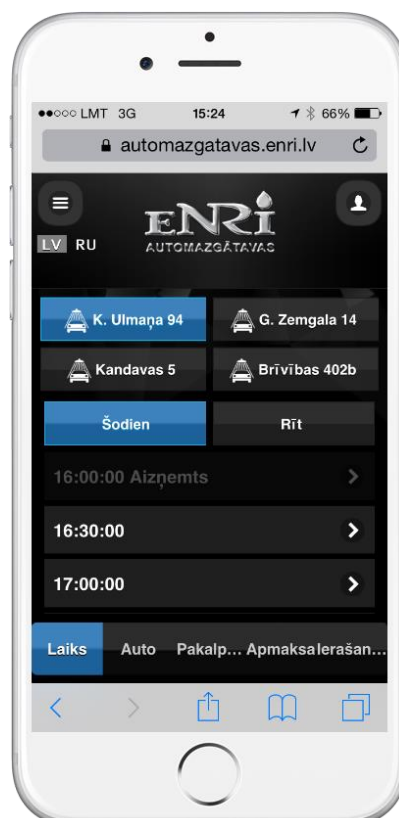 LMT 3G 15:24 66%
automazgatavas.enri.lv
LV RU
ENRI
AUTOMAZGĀTAVAS
K. Ulmaņa 94 G. Zemgala 14
Kandavas 5 Brīvības 402b
Šodien Rīt
16:00:00 Aizņemts
16:30:00
17:00:00
Laiks Auto Pakalp... Apmaksa Ierašan...